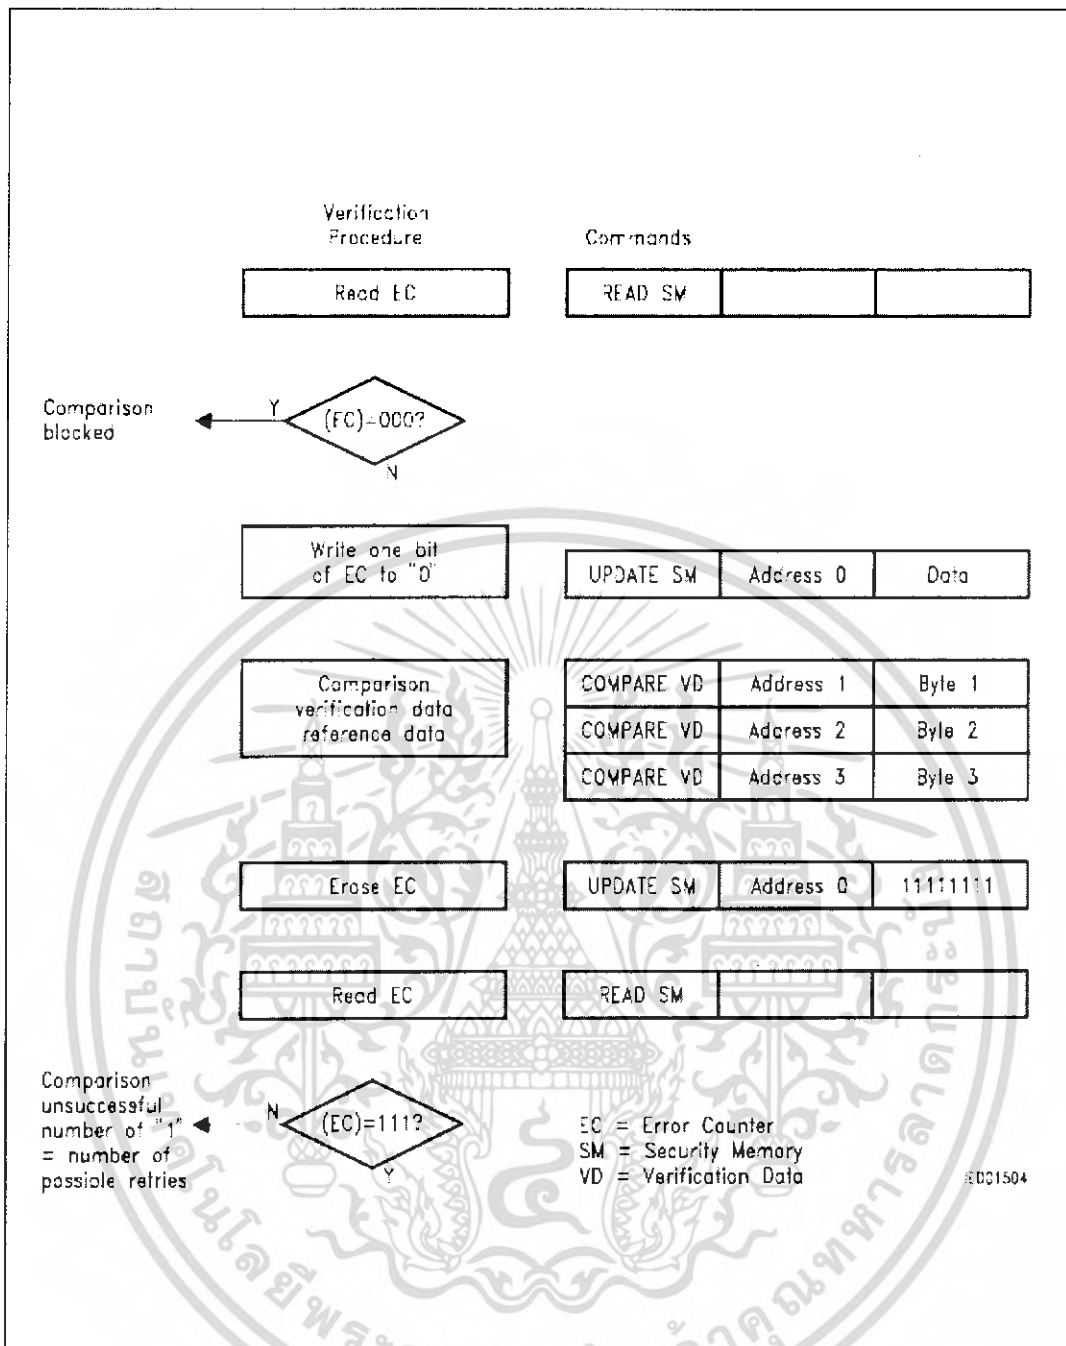 Verification
Procedure
Commands
Read EC
READ SM
Comparison
blocked
Y
(EC)=000?
N
Write one bit
of EC to "0"
UPDATE SM Address 0 Data
Comparison
verification data
reference data
COMPARE VD Address 1 Byte 1
COMPARE VD Address 2 Byte 2
COMPARE VD Address 3 Byte 3
Erase EC
UPDATE SM Address 0 11111111
Read EC
READ SM
Comparison
unsuccessful
number of "1"
= number of
possible retries
N
(EC)=111?
Y
EC = Error Counter
SM = Security Memory
VD = Verification Data